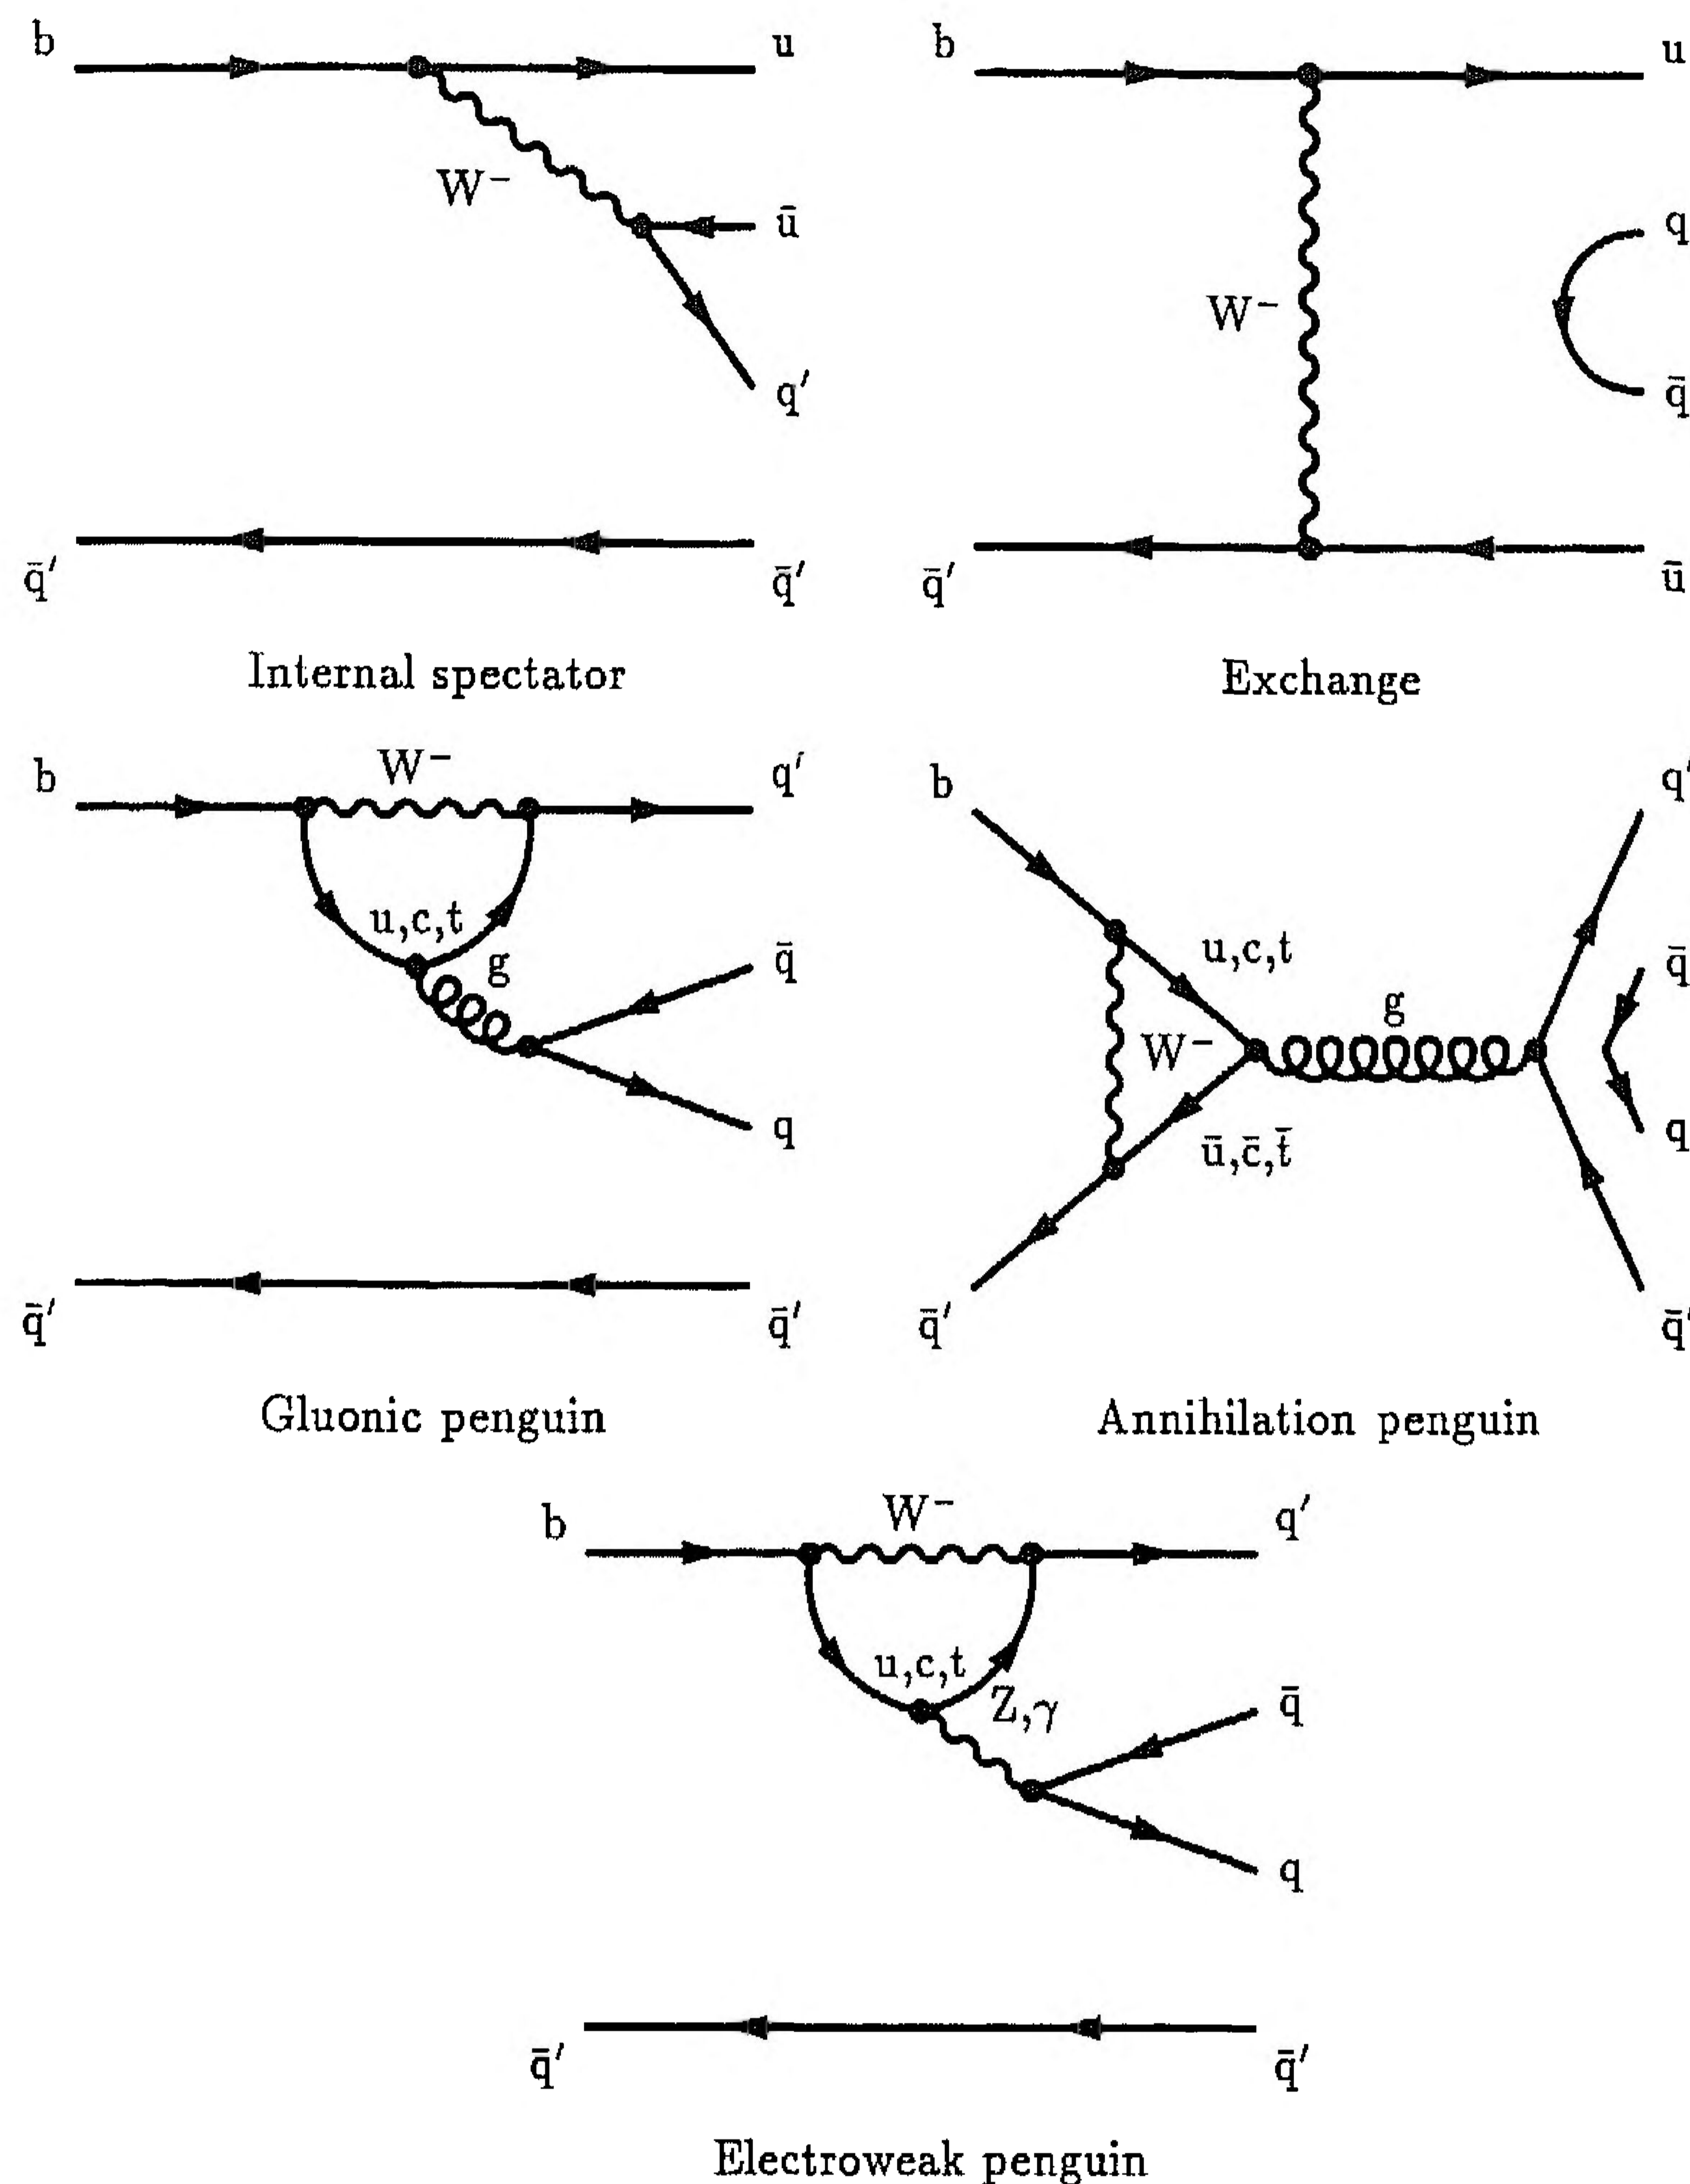 b u
W⁻
ū
q′
q̄′ q̄′
Internal spectator
b u
q
W⁻
q̄
q̄′ ū
Exchange
b W⁻ q′
u,c,t
g
q̄
q
q̄′ q̄′
Gluonic penguin
b q′
u,c,t
q̄
g
W⁻
ū,c̄,t̄
q
q̄′ q̄′
Annihilation penguin
b W⁻ q′
u,c,t
Z,γ
q̄
q
q̄′ q̄′
Electroweak penguin